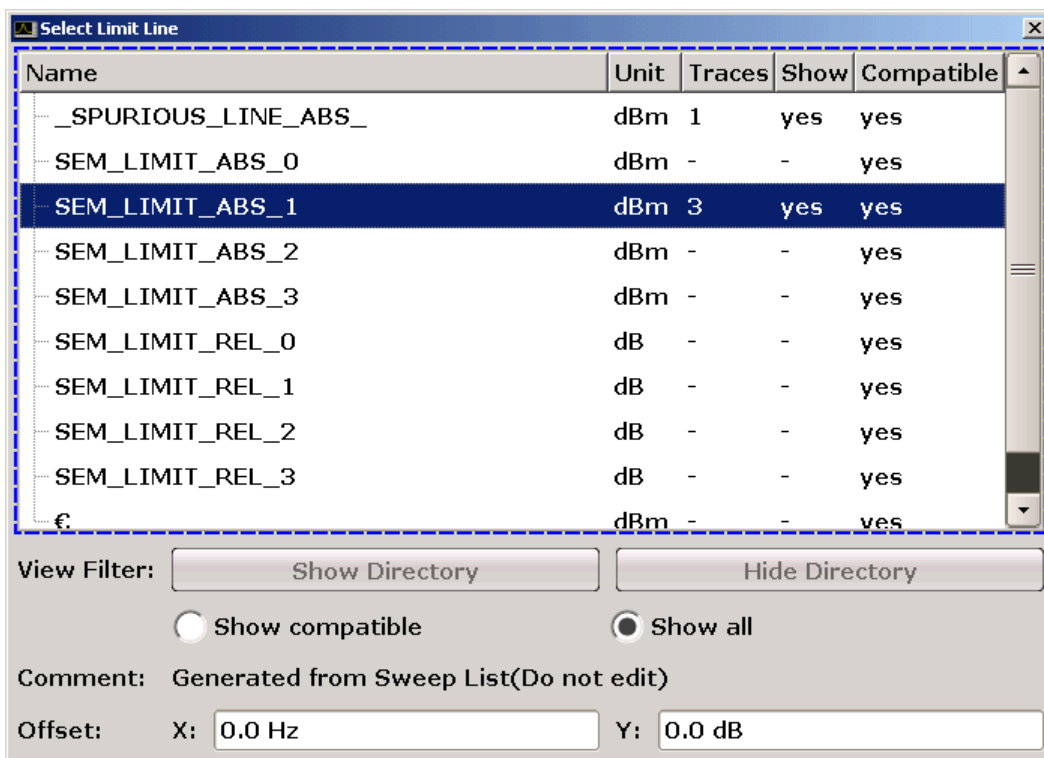 Select Limit Line
Name Unit Traces Show Compatible
_SPURIOUS_LINE_ABS_ dBm 1 yes yes
SEM_LIMIT_ABS_0 dBm - - yes
SEM_LIMIT_ABS_1 dBm 3 yes yes
SEM_LIMIT_ABS_2 dBm - - yes
SEM_LIMIT_ABS_3 dBm - - yes
SEM_LIMIT_REL_0 dB - - yes
SEM_LIMIT_REL_1 dB - - yes
SEM_LIMIT_REL_2 dB - - yes
SEM_LIMIT_REL_3 dB - - yes
€ dBm - - yes
View Filter: Show Directory Hide Directory
Show compatible Show all
Comment: Generated from Sweep List(Do not edit)
Offset: X: 0.0 Hz Y: 0.0 dB